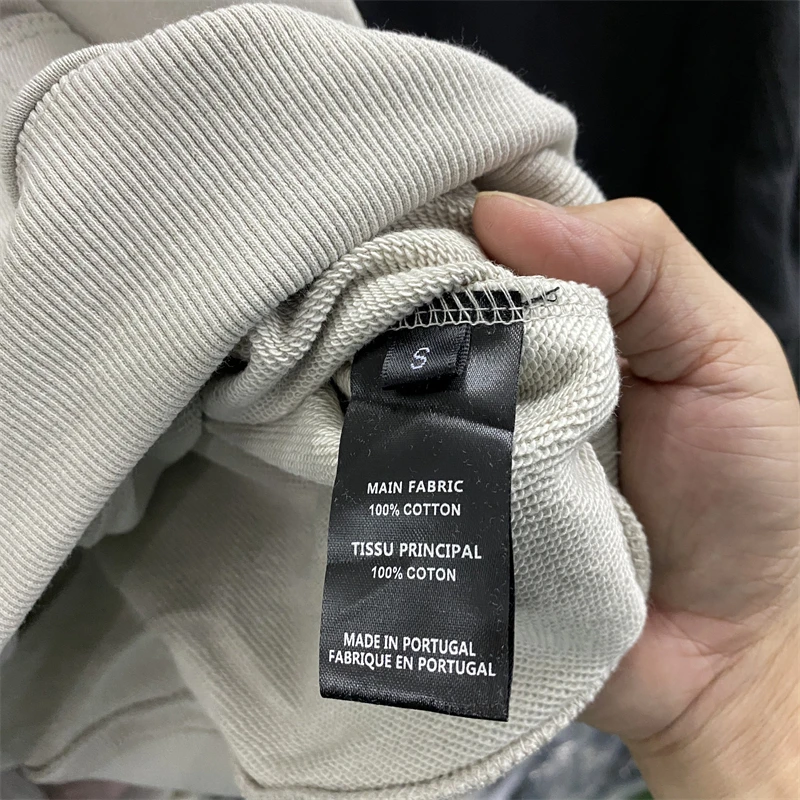 S
MAIN FABRIC
100% COTTON
TISSU PRINCIPAL
100% COTON
MADE IN PORTUGAL
FABRIQUE EN PORTUGAL